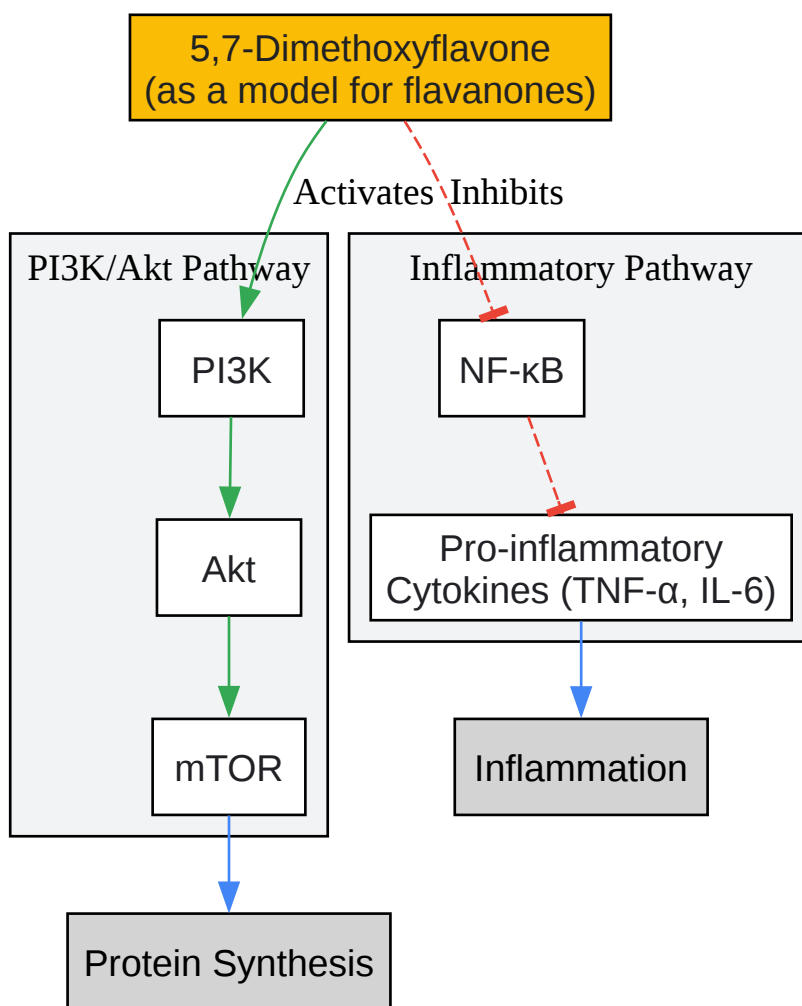 5,7-Dimethoxyflavone
(as a model for flavanones)
Activates
Inhibits
PI3K/Akt Pathway
Inflammatory Pathway
PI3K
NF-κB
Akt
Pro-inflammatory
Cytokines (TNF-α, IL-6)
mTOR
Inflammation
Protein Synthesis